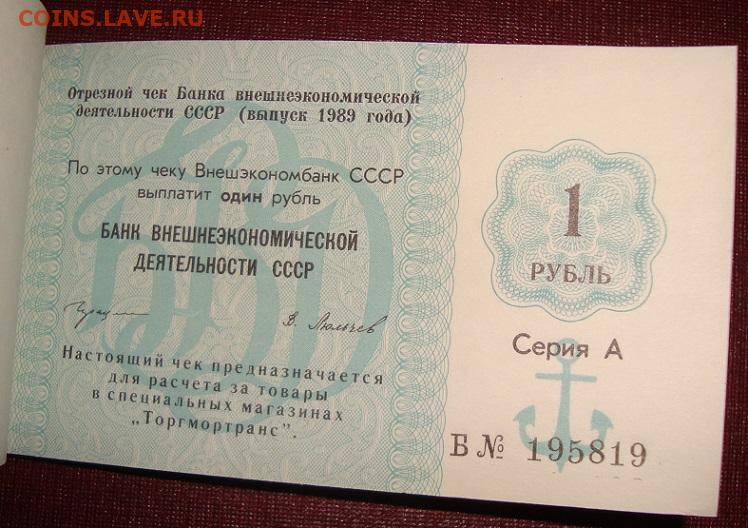 COINS.LAVE.RU
Отрезной чек Банка внешнеэкономической
деятельности СССР (выпуск 1989 года)
По этому чеку Внешэкономбанк СССР
выплатит один рубль
БАНК ВНЕШНЕЭКОНОМИЧЕСКОЙ
ДЕЯТЕЛЬНОСТИ СССР
В. Люльчев
Настоящий чек предназначается
для расчета за товары
в специальных магазинах
„Торгмортранс".
1
РУБЛЬ
Серия А
Б № 195819